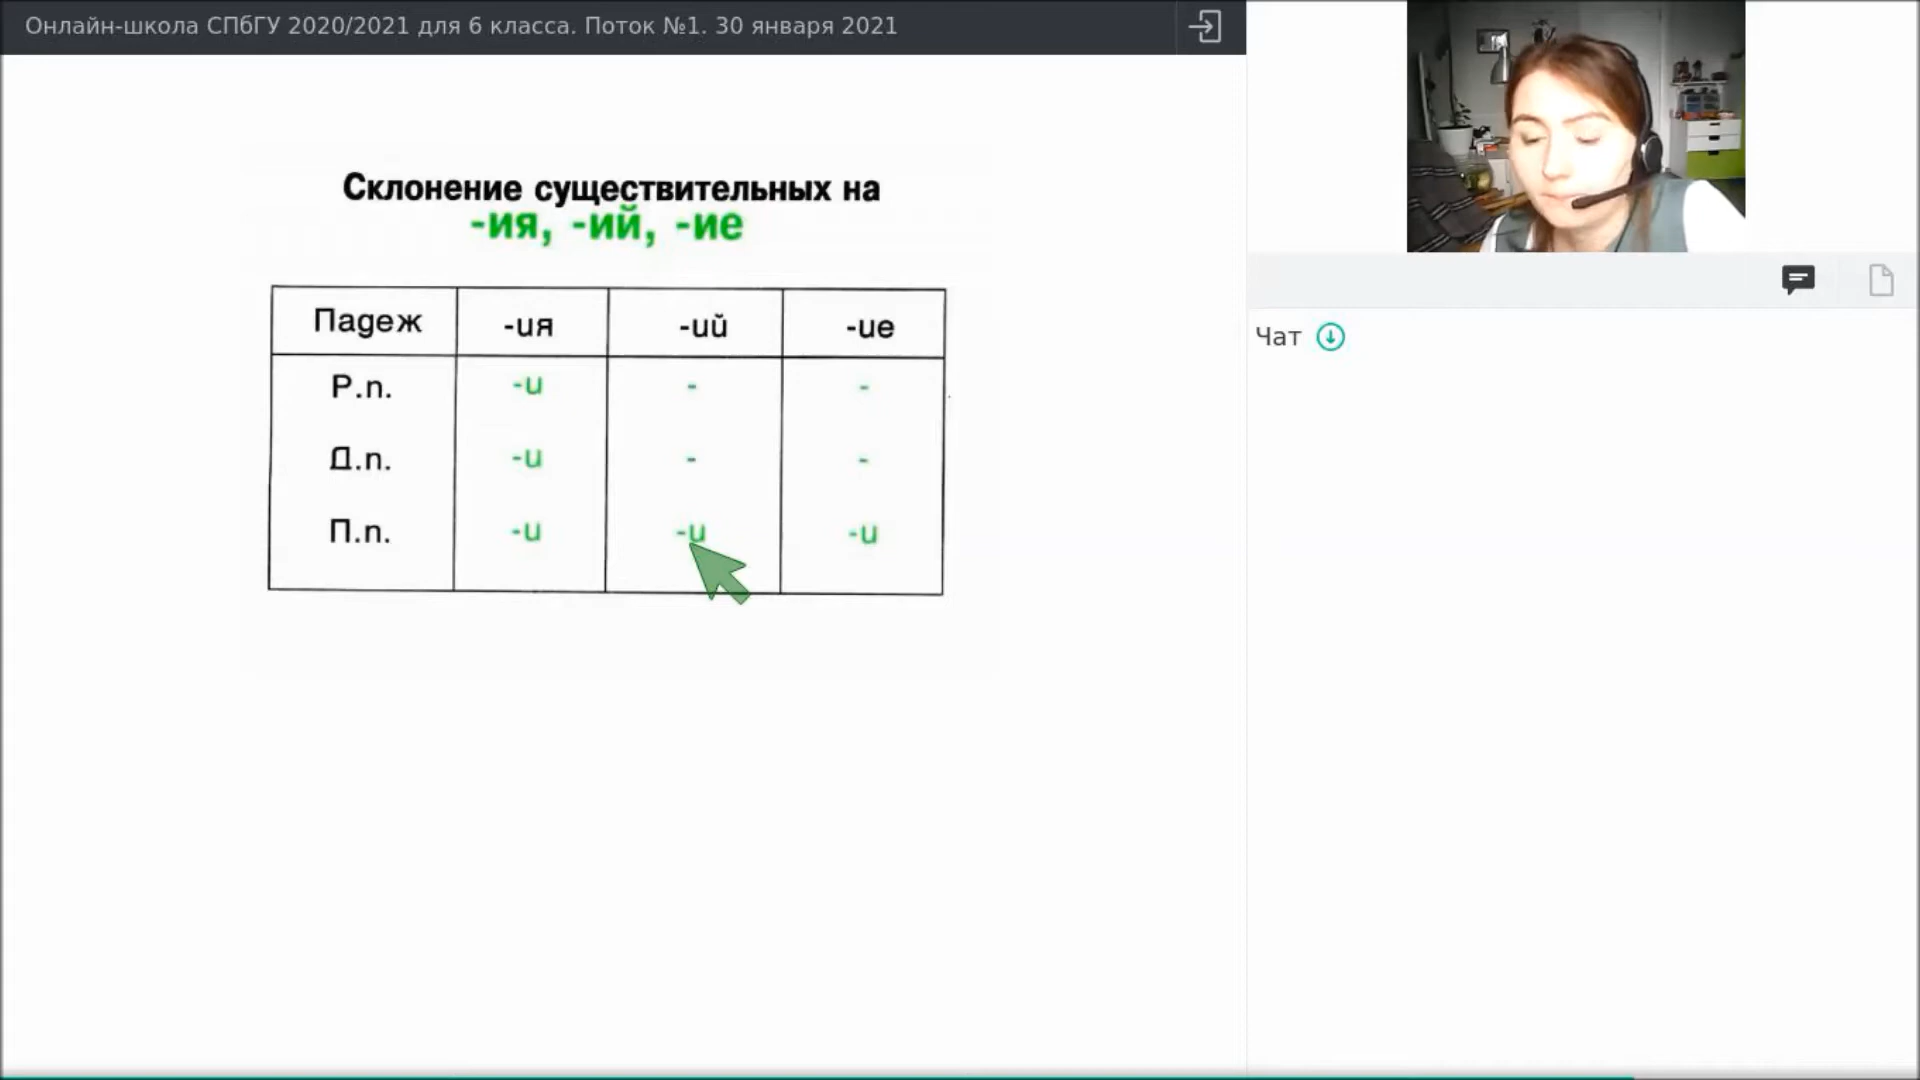 Онлайн-школа СПбГУ 2020/2021 для 6 класса. Поток №1. 30 января 2021
Склонение существительных на
-ия, -ий, -ие
Падеж -ия -ий -ие
Р.п. -и - -
Д.п. -и - -
П.п. -и -и -и
Чат